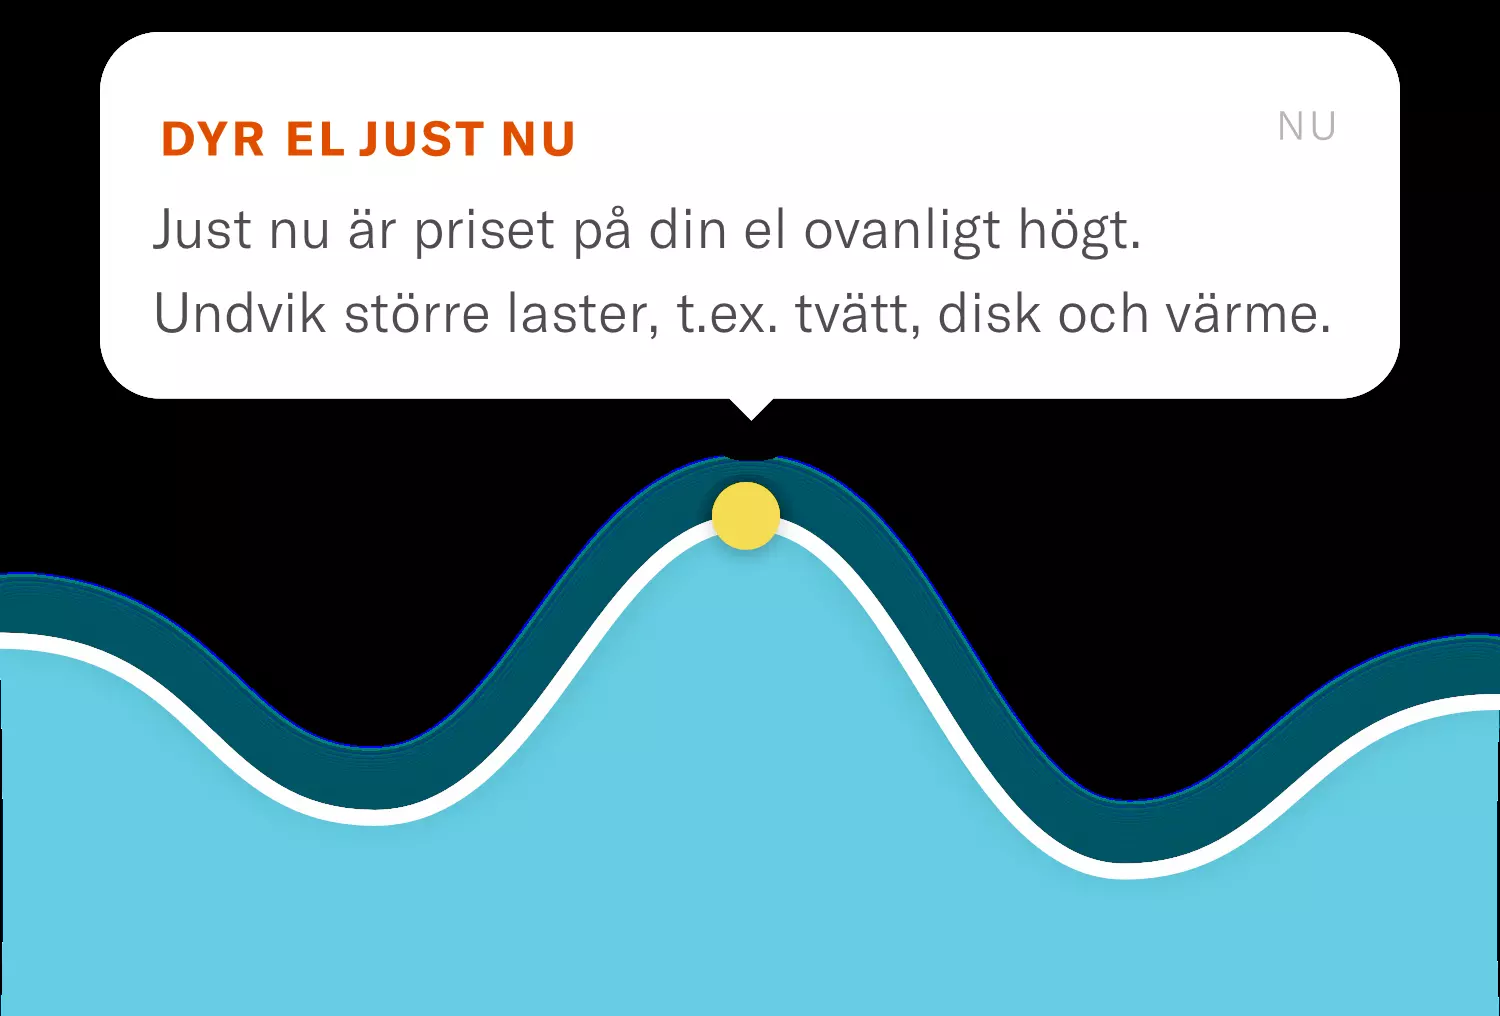 DYR EL JUST NU
NU
Just nu är priset på din el ovanligt högt.
Undvik större laster, t.ex. tvätt, disk och värme.